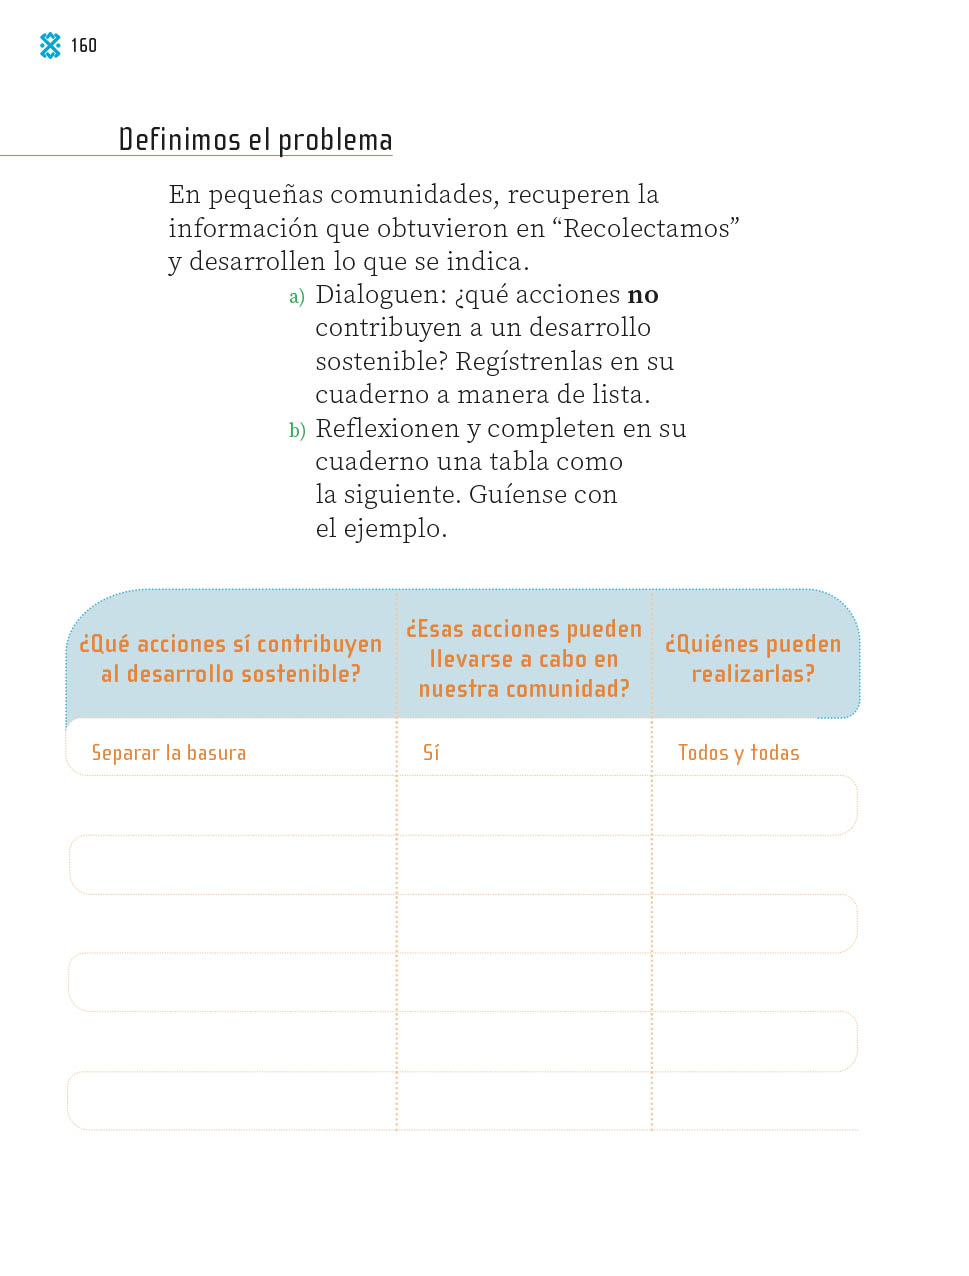 160
Definimos el problema
En pequeñas comunidades, recuperen la
información que obtuvieron en “Recolectamos”
y desarrollen lo que se indica.
a) Dialoguen: ¿qué acciones no
contribuyen a un desarrollo
sostenible? Regístrenlas en su
cuaderno a manera de lista.
b) Reflexionen y completen en su
cuaderno una tabla como
la siguiente. Guíense con
el ejemplo.
¿Qué acciones sí contribuyen
al desarrollo sostenible?
¿Esas acciones pueden
llevarse a cabo en
nuestra comunidad?
¿Quiénes pueden
realizarlas?
Separar la basura
Sí
Todos y todas